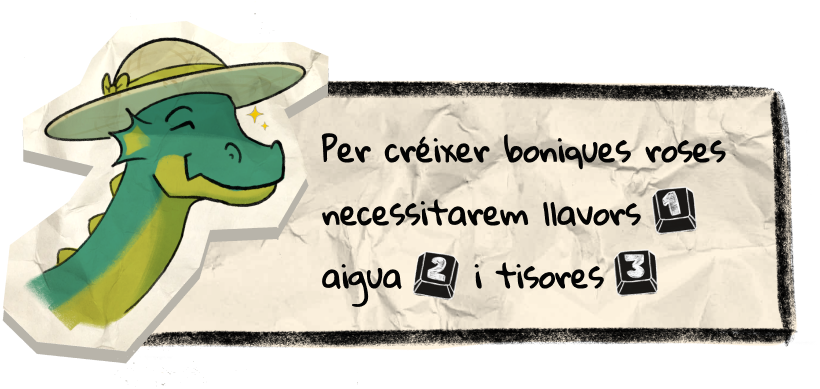 Per créixer boniques roses
necessitarem llavors 1
aigua 2 i tisores 3